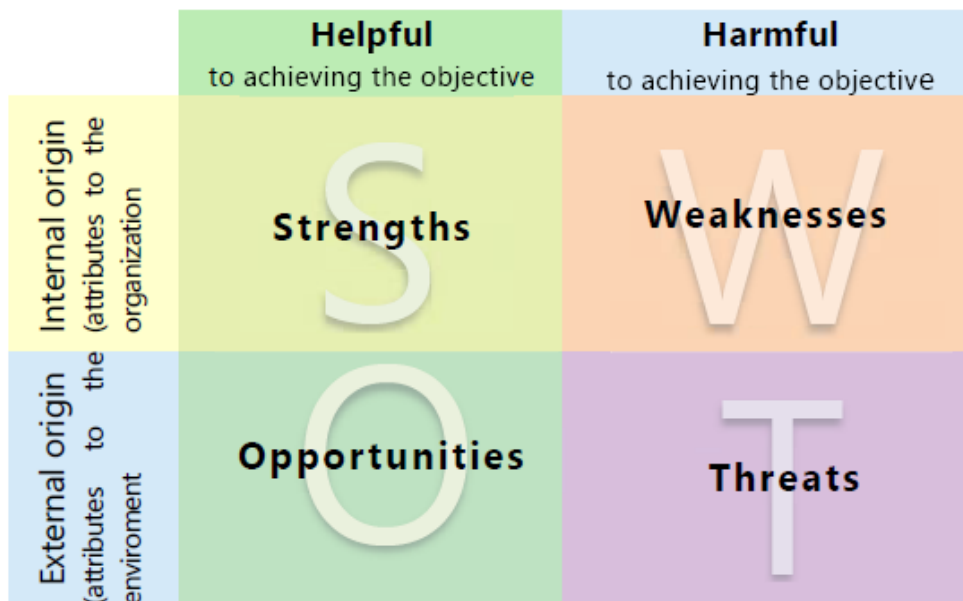 Helpful
to achieving the objective
Harmful
to achieving the objective
Internal origin
(attributes to the
organization
S
Strengths
W
Weaknesses
External origin
(attributes to the
enviroment
O
Opportunities
T
Threats